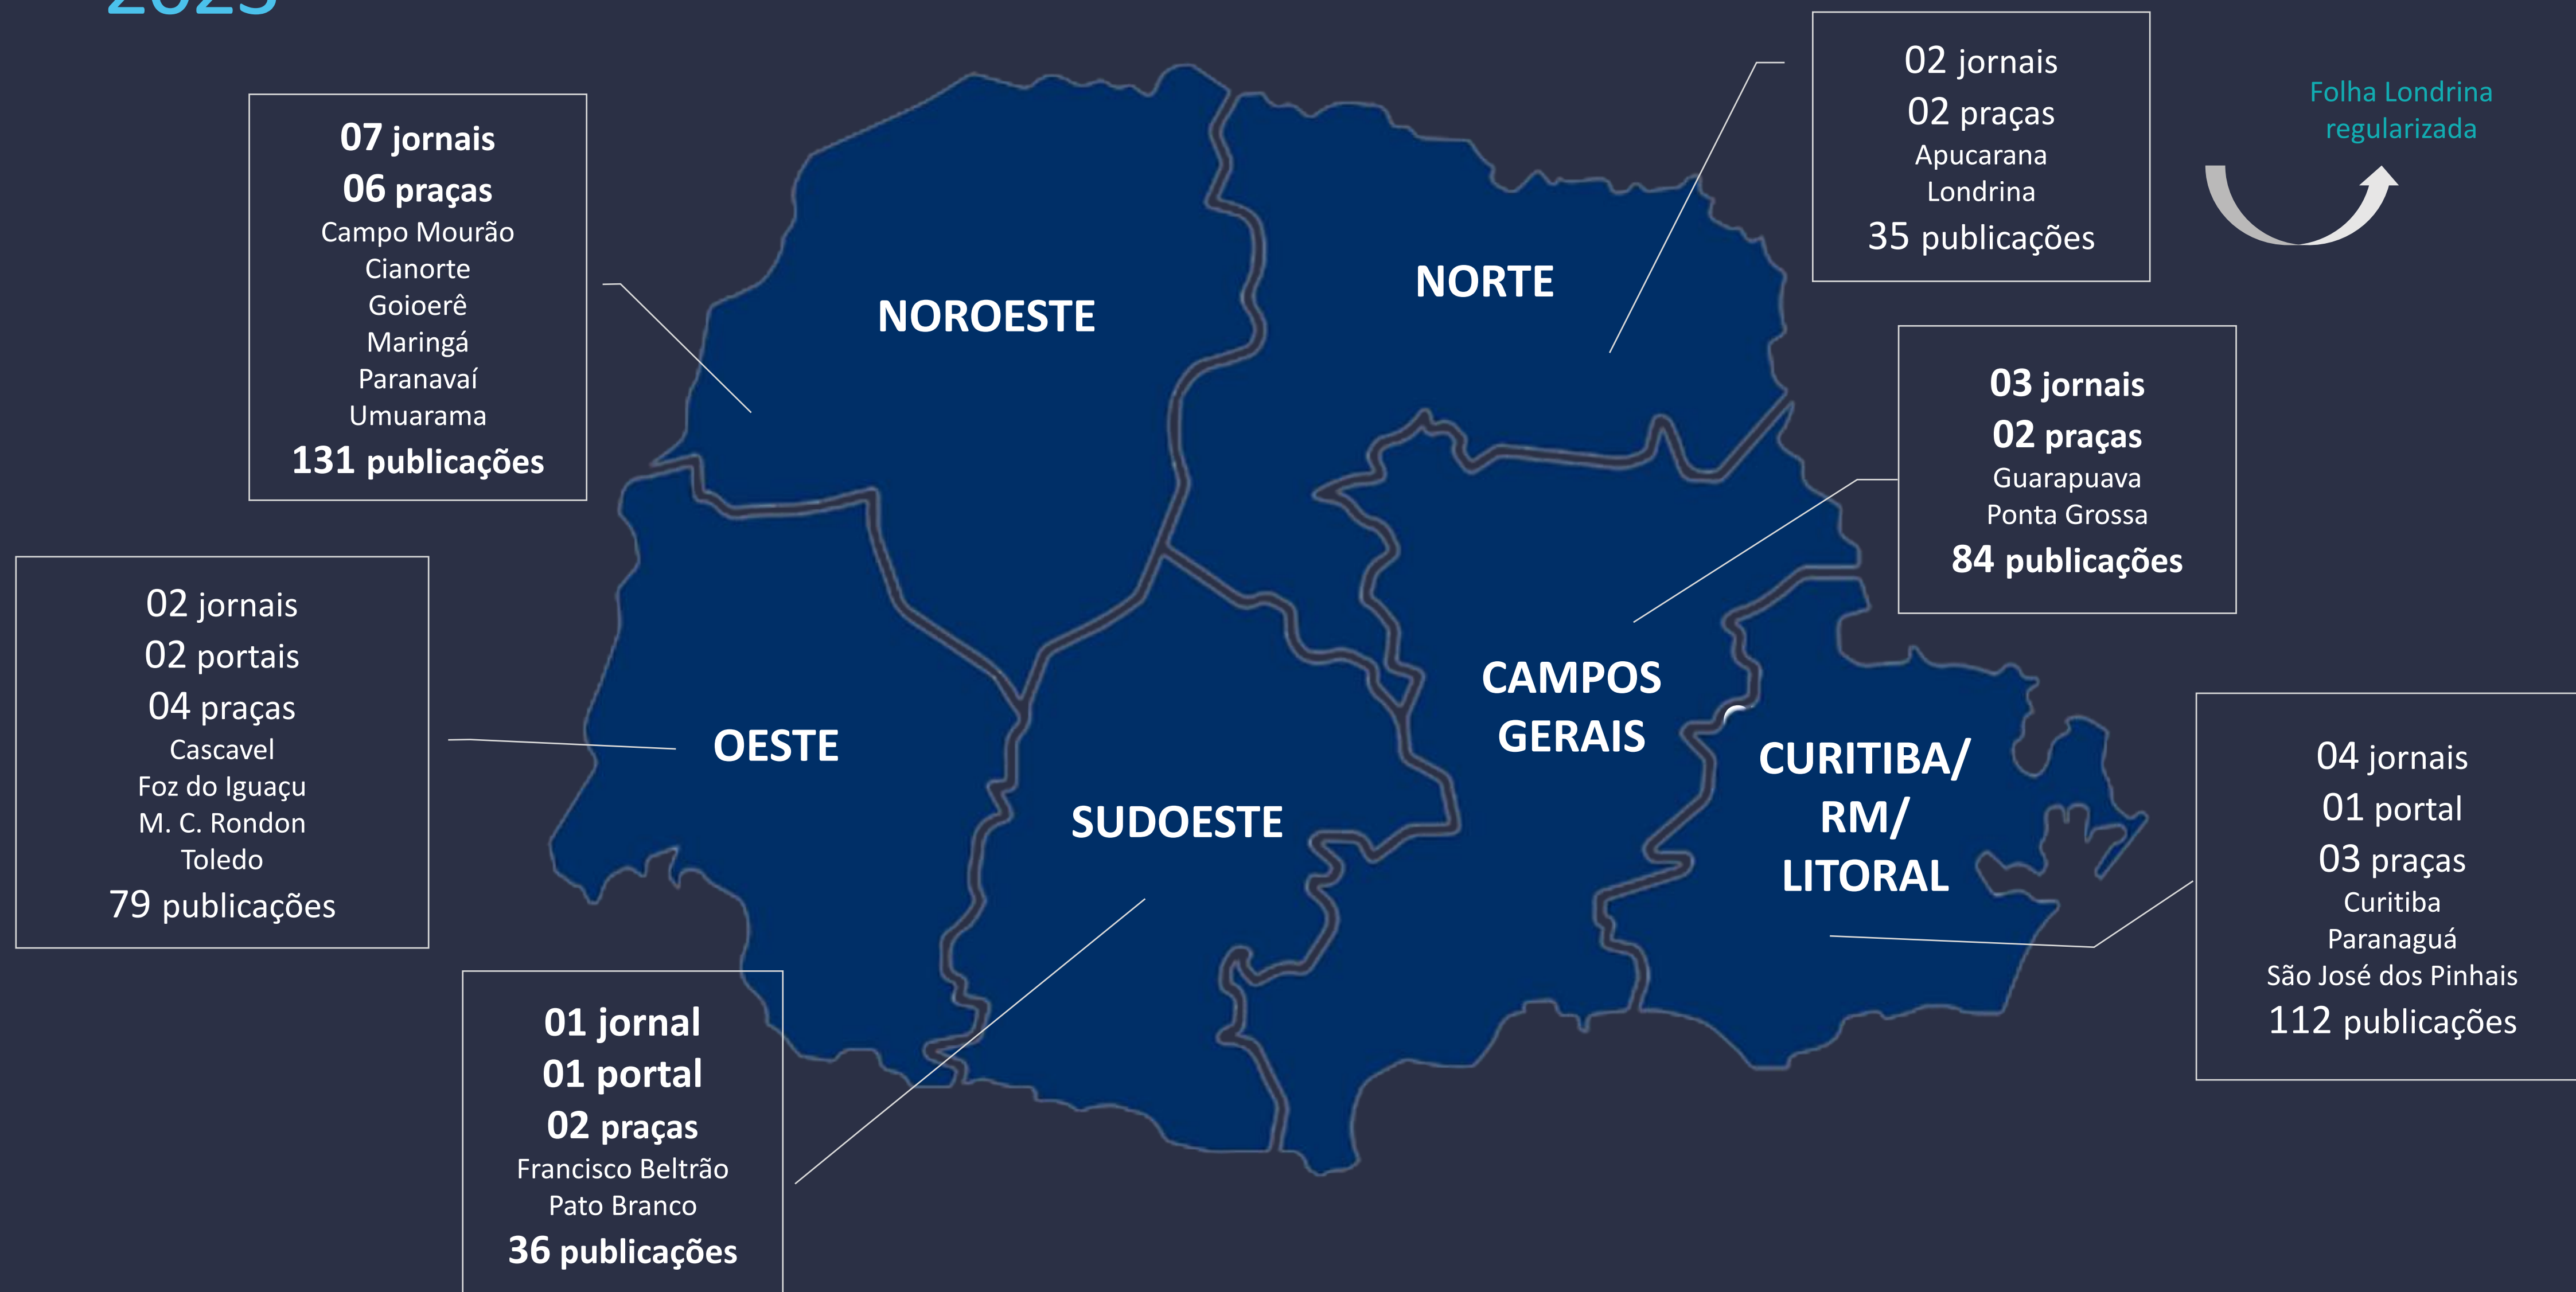 2023
07 jornais
06 praças
Campo Mourão
Cianorte
Goioerê
Maringá
Paranavaí
Umuarama
131 publicações
02 jornais
02 praças
Apucarana
Londrina
35 publicações
Folha Londrina
regularizada
NOROESTE
NORTE
03 jornais
02 praças
Guarapuava
Ponta Grossa
84 publicações
02 jornais
02 portais
04 praças
Cascavel
Foz do Iguaçu
M. C. Rondon
Toledo
79 publicações
OESTE
SUDOESTE
CAMPOS
GERAIS
CURITIBA/
RM/
LITORAL
04 jornais
01 portal
03 praças
Curitiba
Paranaguá
São José dos Pinhais
112 publicações
01 jornal
01 portal
02 praças
Francisco Beltrão
Pato Branco
36 publicações